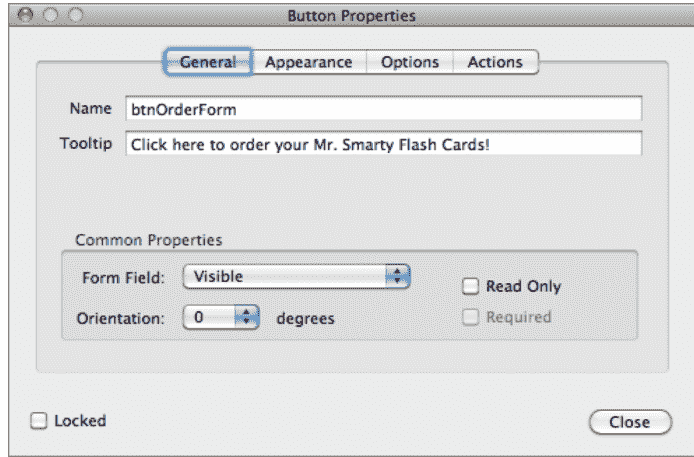 Button Properties
General Appearance Options Actions
Name btnOrderForm
Tooltip Click here to order your Mr. Smarty Flash Cards!
Common Properties
Form Field: Visible
Read Only
Orientation: 0 degrees
Required
Locked
Close